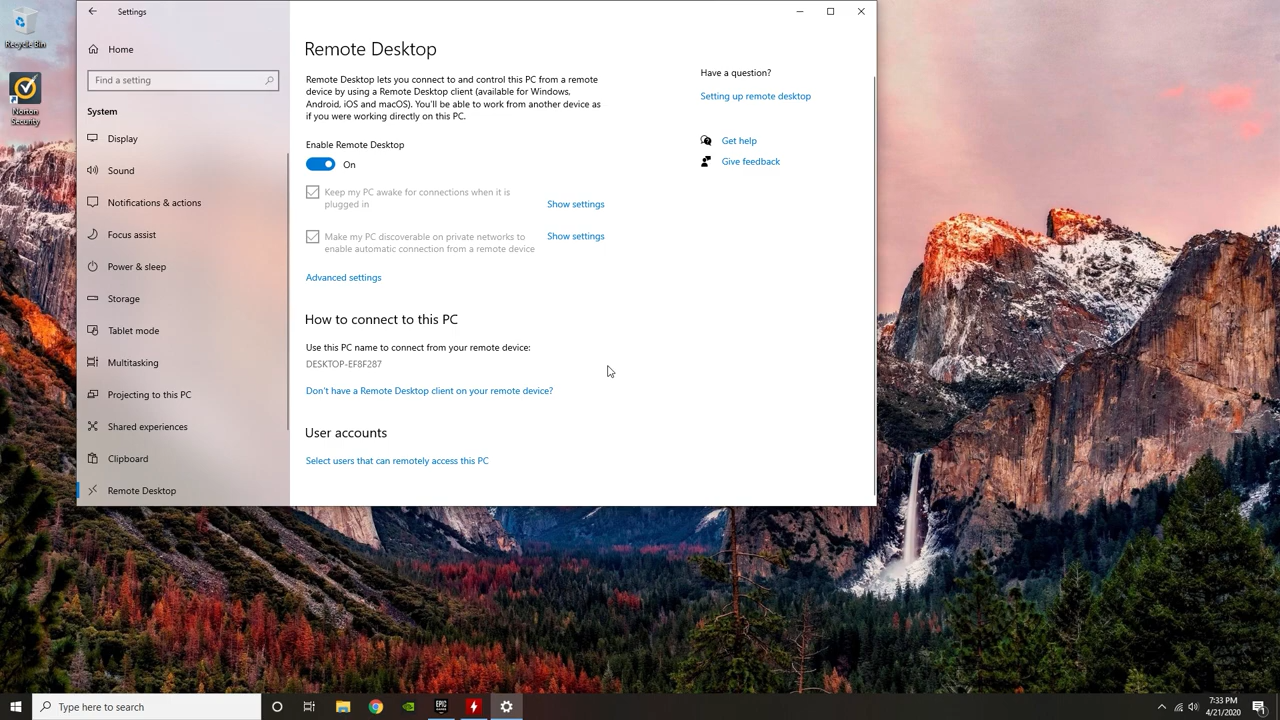 Recycle Bin
Norton
Security
Settings
Home
Find a setting
System
Display
Sound
Notifications & actions
Focus assist
Power & sleep
Storage
Tablet mode
Multitasking
Projecting to this PC
Shared experiences
Clipboard
Remote Desktop
Remote Desktop
Remote Desktop lets you connect to and control this PC from a remote
device by using a Remote Desktop client (available for Windows,
Android, iOS and macOS). You'll be able to work from another device as
if you were working directly on this PC.
Enable Remote Desktop
On
Keep my PC awake for connections when it is
plugged in
Show settings
Make my PC discoverable on private networks to
enable automatic connection from a remote device
Show settings
Advanced settings
How to connect to this PC
Use this PC name to connect from your remote device:
DESKTOP-EF8F287
Don't have a Remote Desktop client on your remote device?
User accounts
Select users that can remotely access this PC
Have a question?
Setting up remote desktop
Get help
Give feedback
Type here to search
EPIC
GAMES
7:33 PM
4/21/2020